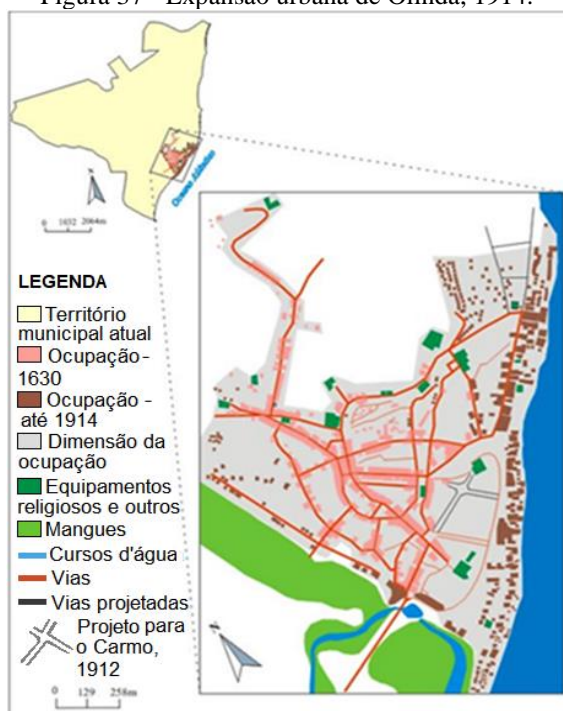 Figura 37 - Expansão urbana de Olinda, 1914.
Oceano Atlântico
0 1032 2064m
LEGENDA
Território
municipal atual
Ocupação -
1630
Ocupação -
até 1914
Dimensão da
ocupação
Equipamentos
religiosos e outros
Mangues
Cursos d'água
Vias
Vias projetadas
Projeto para
o Carmo,
1912
0 129 258m